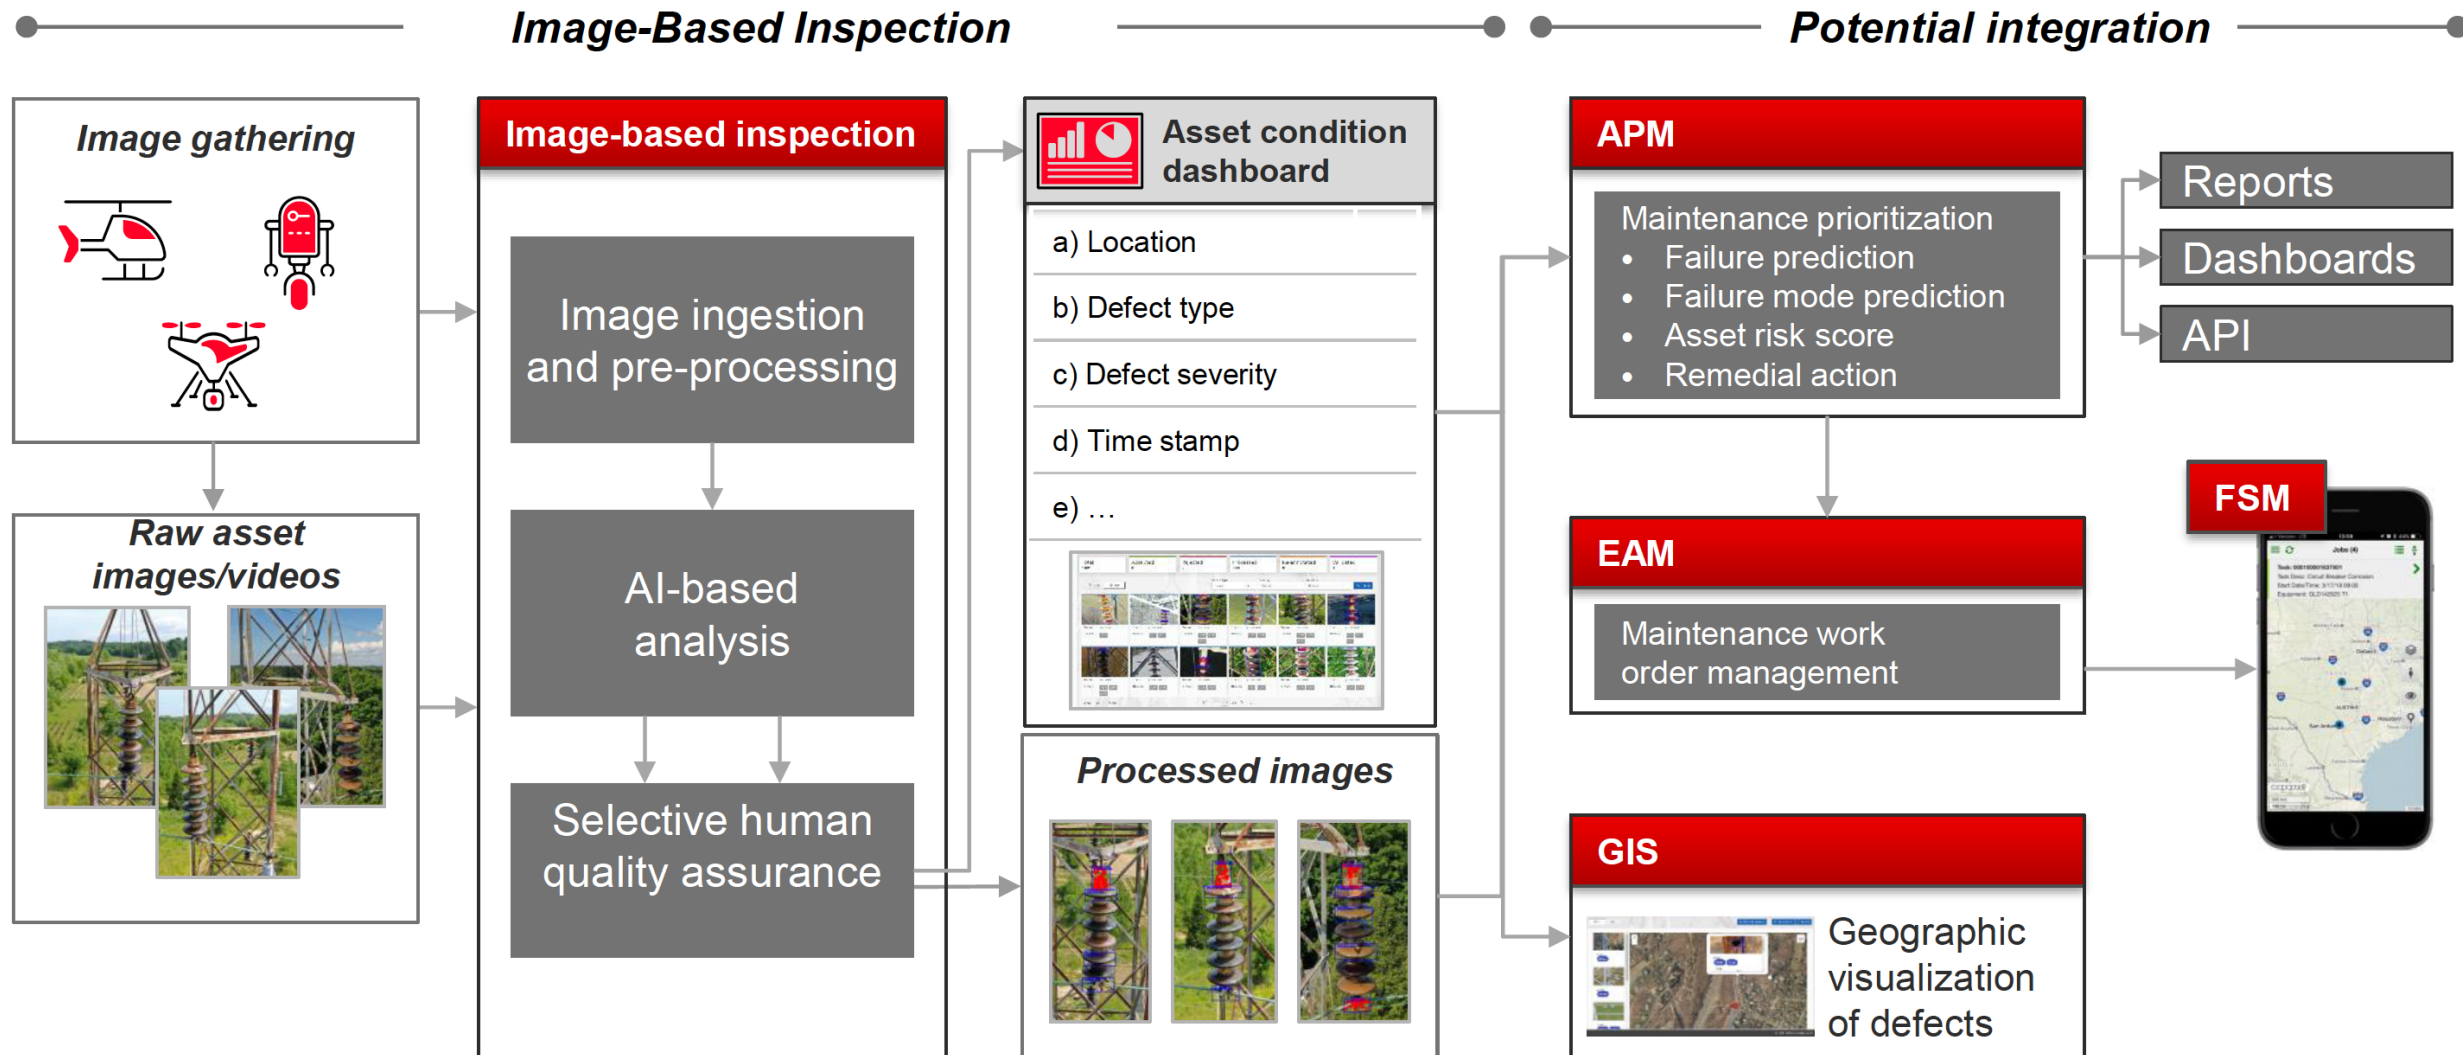 Image-Based Inspection
Potential integration
Image gathering
Raw asset
images/videos
Image-based inspection
Image ingestion
and pre-processing
AI-based
analysis
Selective human
quality assurance
Asset condition
dashboard
a) Location
b) Defect type
c) Defect severity
d) Time stamp
e) …
Processed images
APM
Maintenance prioritization
• Failure prediction
• Failure mode prediction
• Asset risk score
• Remedial action
Reports
Dashboards
API
EAM
Maintenance work
order management
FSM
Jobs (4)
GIS
Geographic
visualization
of defects